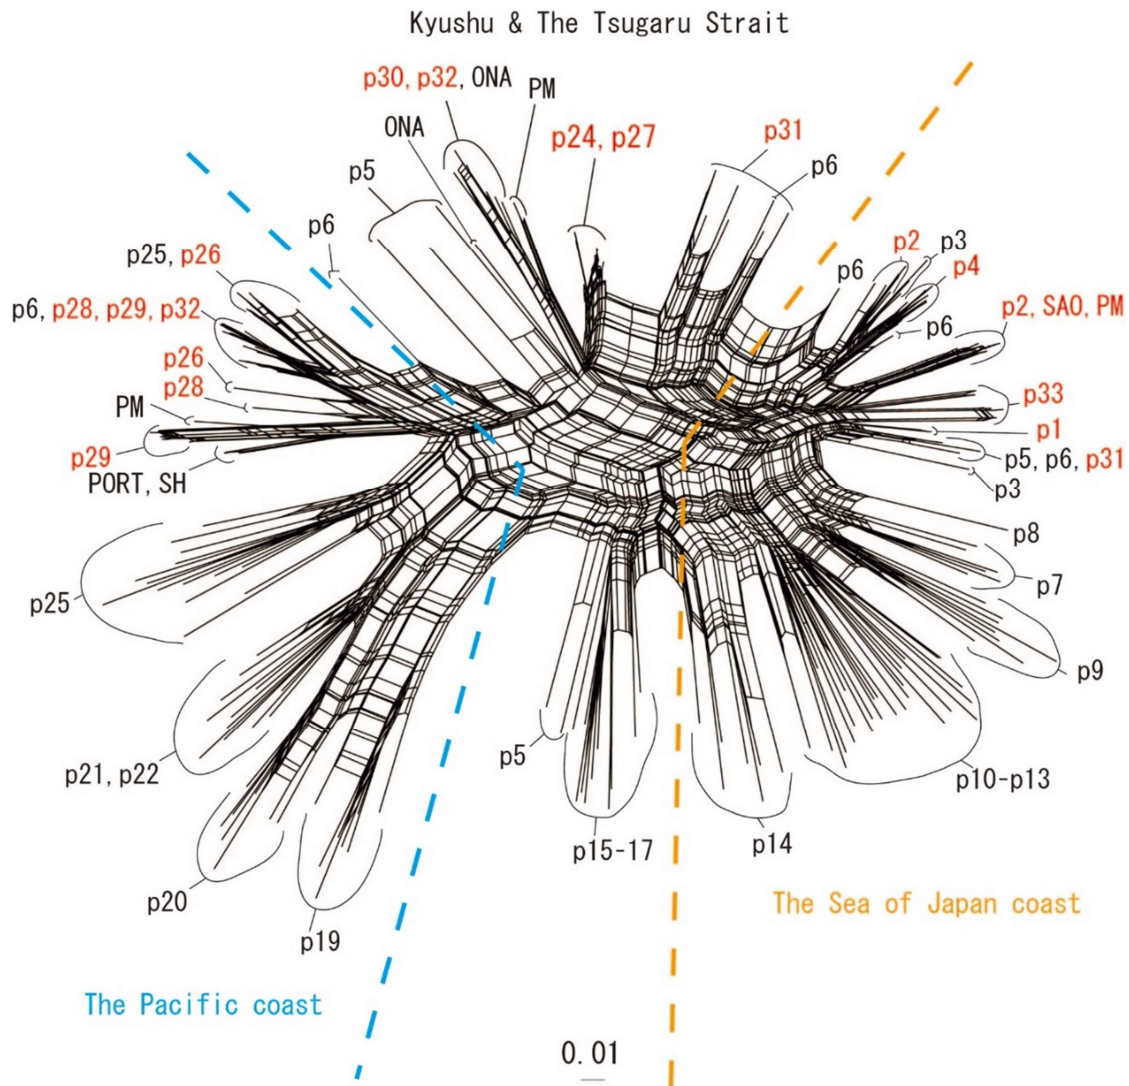 Kyushu & The Tsugaru Strait
p30, p32, ONA
PM
ONA
p24, p27
p31
p5
p6
p6
p2
p3
p25, p26
p6
p4
p6, p28, p29, p32
p2, SAO, PM
p6
p26
p28
p33
PM
p1
p29
p5, p6, p31
PORT, SH
p3
p8
p7
p25
p9
p21, p22
p5
p10-p13
p15-17
p14
p20
The Sea of Japan coast
p19
The Pacific coast
0.01